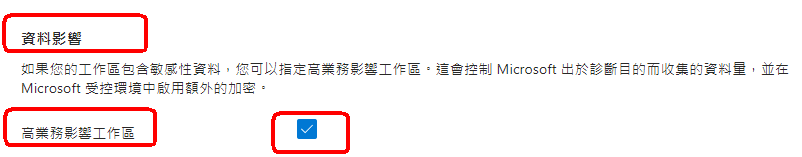 資料影響
如果您的工作區包含敏感性資料，您可以指定高業務影響工作區。這會控制 Microsoft 出於診斷目的而收集的資料量，並在
Microsoft 受控環境中啟用額外的加密。
高業務影響工作區